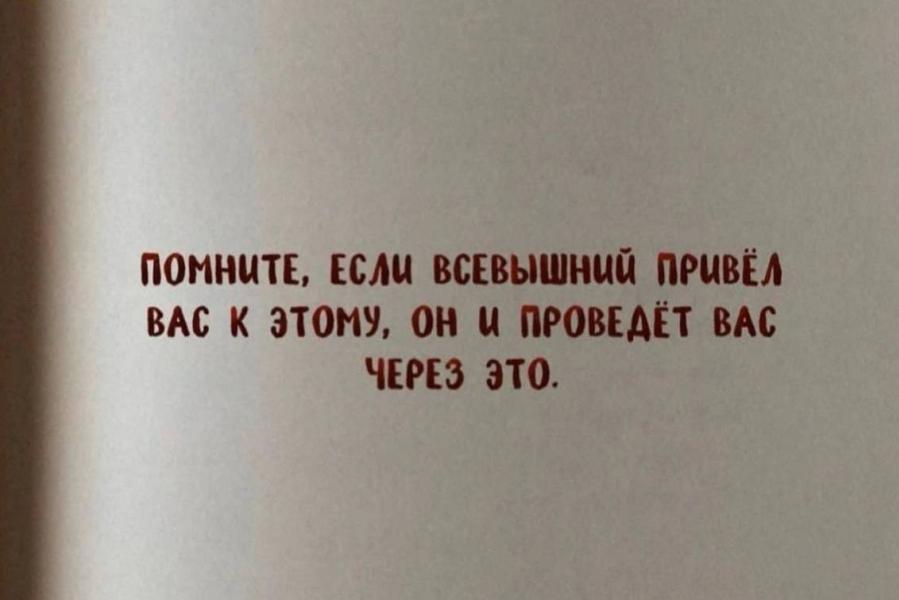 ПОМНИТЕ, ЕСЛИ ВСЕВЫШНИЙ ПРИВЁЛ
ВАС К ЭТОМУ, ОН И ПРОВЕДЁТ ВАС
ЧЕРЕЗ ЭТО.